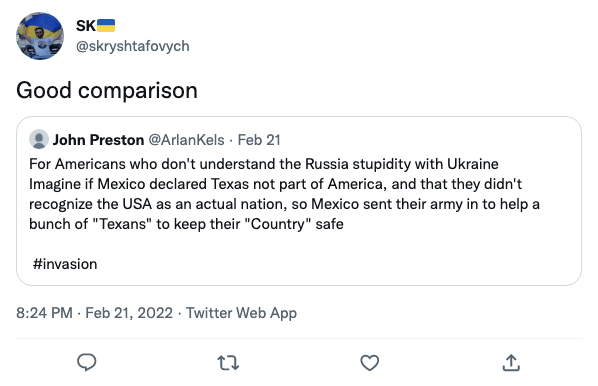 SK🇺🇦
@skryshtafovych
Good comparison
John Preston @ArlanKels · Feb 21
For Americans who don't understand the Russia stupidity with Ukraine
Imagine if Mexico declared Texas not part of America, and that they didn't
recognize the USA as an actual nation, so Mexico sent their army in to help a
bunch of "Texans" to keep their "Country" safe
#invasion
8:24 PM · Feb 21, 2022 · Twitter Web App